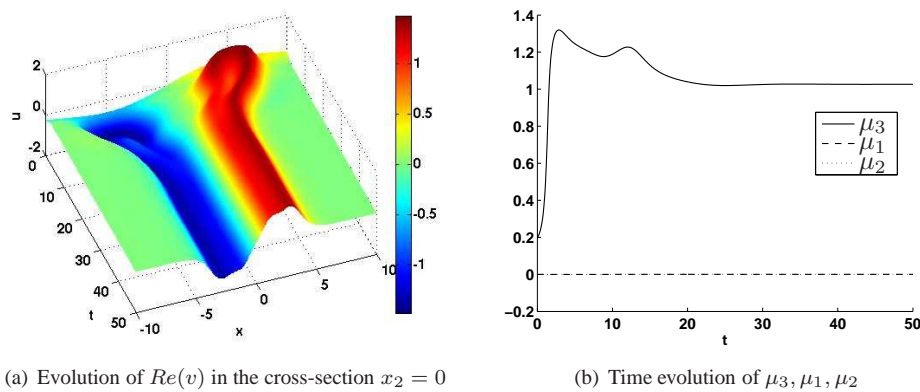 2
0
-2
u
0
10
20
30
40
50
t
-10
-5
0
5
10
x
1
0.5
0
-0.5
-1
1.4
1.2
1
0.8
0.6
0.4
0.2
0
−0.2
μ3
μ1
μ2
0 10 20 30 40 50
t
(a) Evolution of Re(v) in the cross-section x2 = 0
(b) Time evolution of μ3, μ1, μ2